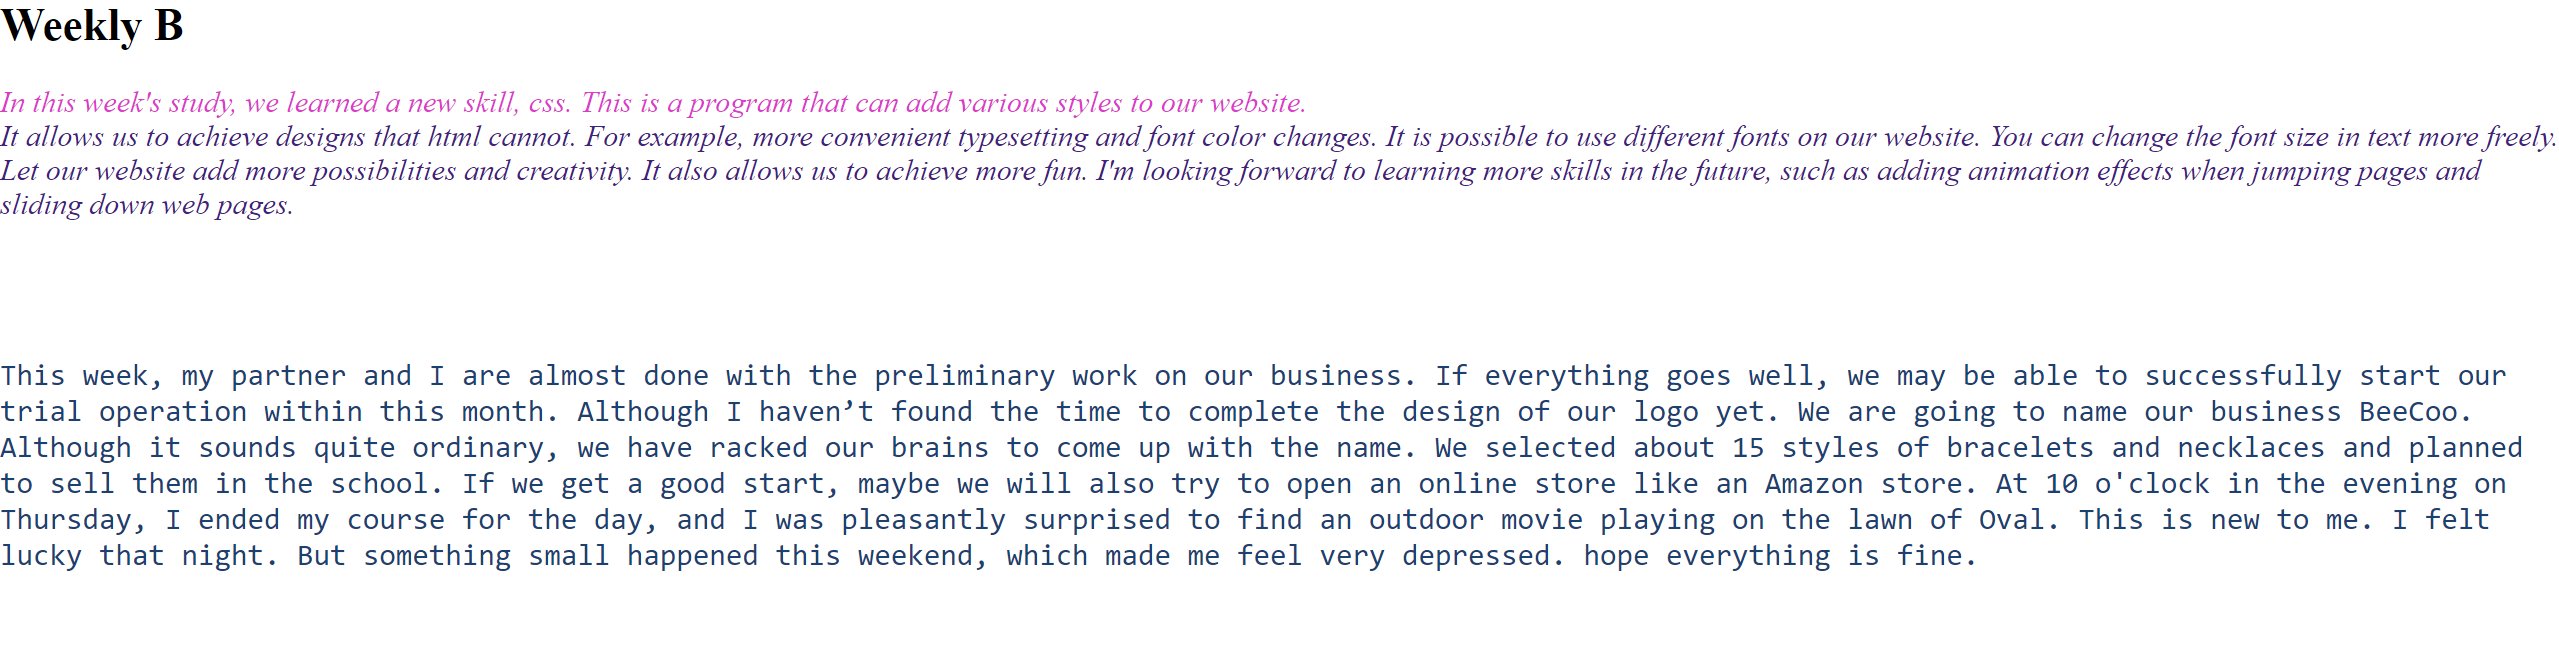 Weekly B
In this week's study, we learned a new skill, css. This is a program that can add various styles to our website.
It allows us to achieve designs that html cannot. For example, more convenient typesetting and font color changes. It is possible to use different fonts on our website. You can change the font size in text more freely.
Let our website add more possibilities and creativity. It also allows us to achieve more fun. I'm looking forward to learning more skills in the future, such as adding animation effects when jumping pages and
sliding down web pages.
This week, my partner and I are almost done with the preliminary work on our business. If everything goes well, we may be able to successfully start our
trial operation within this month. Although I haven’t found the time to complete the design of our logo yet. We are going to name our business BeeCoo.
Although it sounds quite ordinary, we have racked our brains to come up with the name. We selected about 15 styles of bracelets and necklaces and planned
to sell them in the school. If we get a good start, maybe we will also try to open an online store like an Amazon store. At 10 o'clock in the evening on
Thursday, I ended my course for the day, and I was pleasantly surprised to find an outdoor movie playing on the lawn of Oval. This is new to me. I felt
lucky that night. But something small happened this weekend, which made me feel very depressed. hope everything is fine.